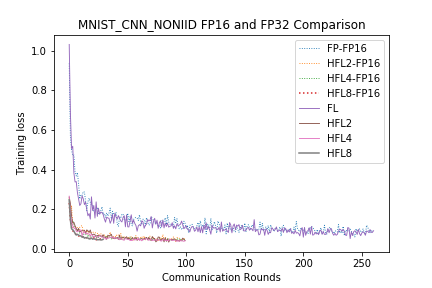 MNIST_CNN_NONIID FP16 and FP32 Comparison
FP-FP16
HFL2-FP16
HFL4-FP16
HFL8-FP16
FL
HFL2
HFL4
HFL8
Training loss
1.0
0.8
0.6
0.4
0.2
0.0
0 50 100 150 200 250
Communication Rounds